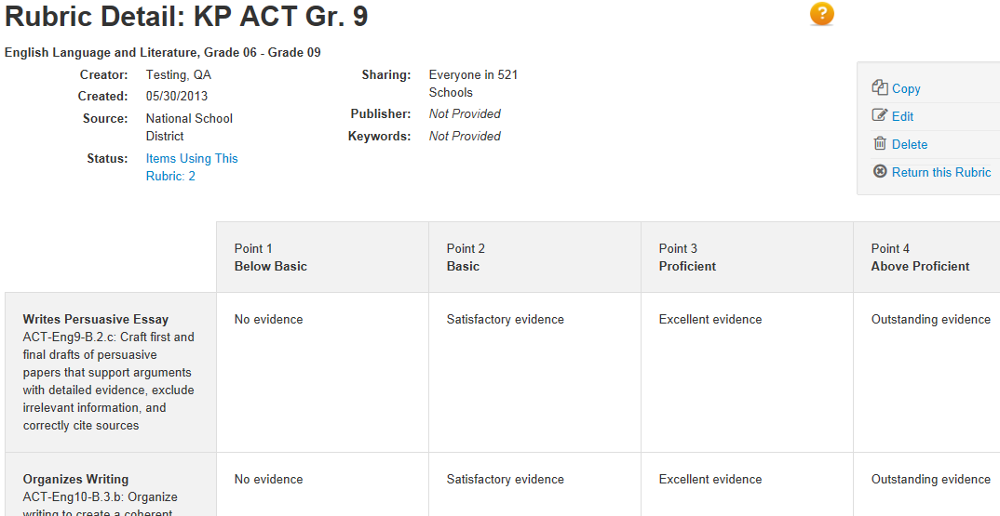 Rubric Detail: KP ACT Gr. 9
?
English Language and Literature, Grade 06 - Grade 09
Creator: Testing, QA
Created: 05/30/2013
Source: National School
District
Status: Items Using This
Rubric: 2
Sharing: Everyone in 521
Schools
Publisher: Not Provided
Keywords: Not Provided
Copy
Edit
Delete
Return this Rubric
Point 1
Below Basic
Point 2
Basic
Point 3
Proficient
Point 4
Above Proficient
Writes Persuasive Essay
ACT-Eng9-B.2.c: Craft first and
final drafts of persuasive
papers that support arguments
with detailed evidence, exclude
irrelevant information, and
correctly cite sources
No evidence
Satisfactory evidence
Excellent evidence
Outstanding evidence
Organizes Writing
ACT-Eng10-B.3.b: Organize
writing to create a coherent
No evidence
Satisfactory evidence
Excellent evidence
Outstanding evidence